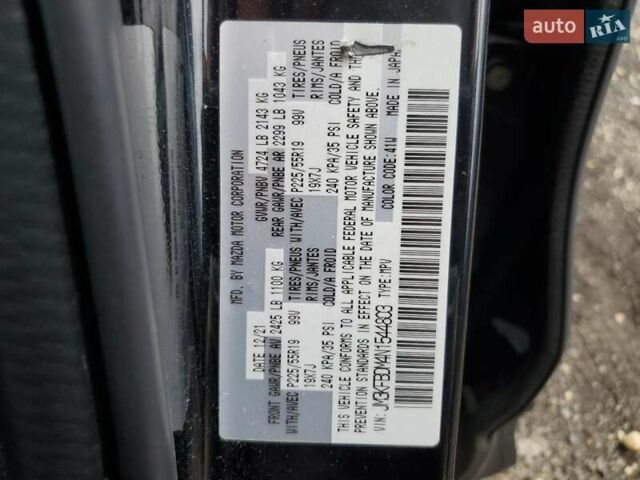 auto RIA.com
MFD. BY MAZDA MOTOR CORPORATION
DATE 12/21 GVWR/PNBV 4724 LB 2143 KG
FRONT GAWR/PNBE AV 2425 LB 1100 KG REAR GAWR/PNBE AR 2299 LB 1043 KG
WITH/AVEC P225/55R19 99V TIRES/PNEUS WITH/AVEC P225/55R19 99V TIRES/PNEUS
19X7J RIMS/JANTES 19X7J RIMS/JANTES
240 KPA/35 PSI COLD/A FROID 240 KPA/35 PSI COLD/A FROID
THIS VEHICLE CONFORMS TO ALL APPLICABLE FEDERAL MOTOR VEHICLE SAFETY AND
PREVENTION STANDARDS IN EFFECT ON THE DATE OF MANUFACTURE SHOWN ABOVE.
COLOR CODE:41W MADE IN JAPAN
VIN: JM3KFBDY4N1544803 TYPE:MPV